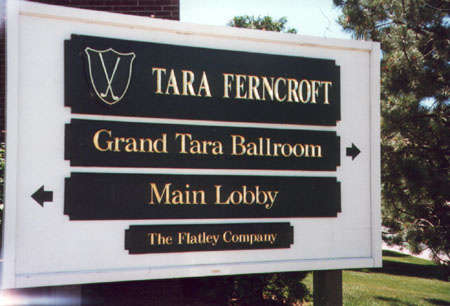 TARA FERNCROFT
Grand Tara Ballroom
Main Lobby
The Flatley Company